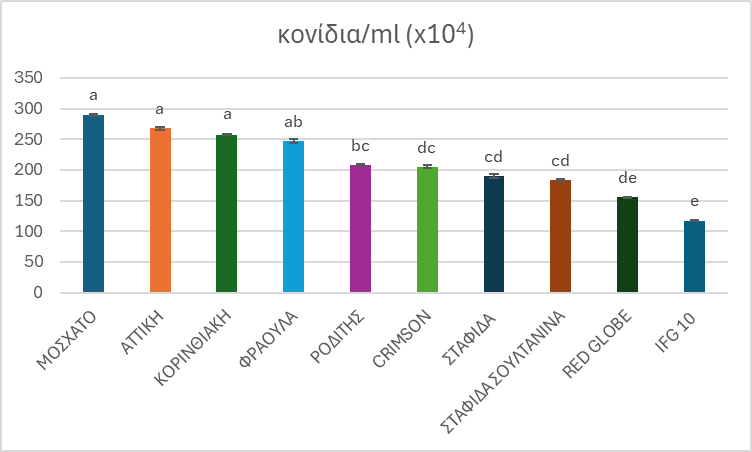 κονίδια/ml (x10⁴)
350
300
250
200
150
100
50
0
a
a
a
ab
bc
dc
cd
cd
de
e
ΜΟΣΧΑΤΟ
ΑΤΤΙΚΗ
ΚΟΡΙΝΘΙΑΚΗ
ΦΡΑΟΥΛΑ
ΡΟΔΙΤΗΣ
CRIMSON
ΣΤΑΦΙΔΑ
ΣΤΑΦΙΔΑ ΣΟΥΛΤΑΝΙΝΑ
RED GLOBE
IFG 10